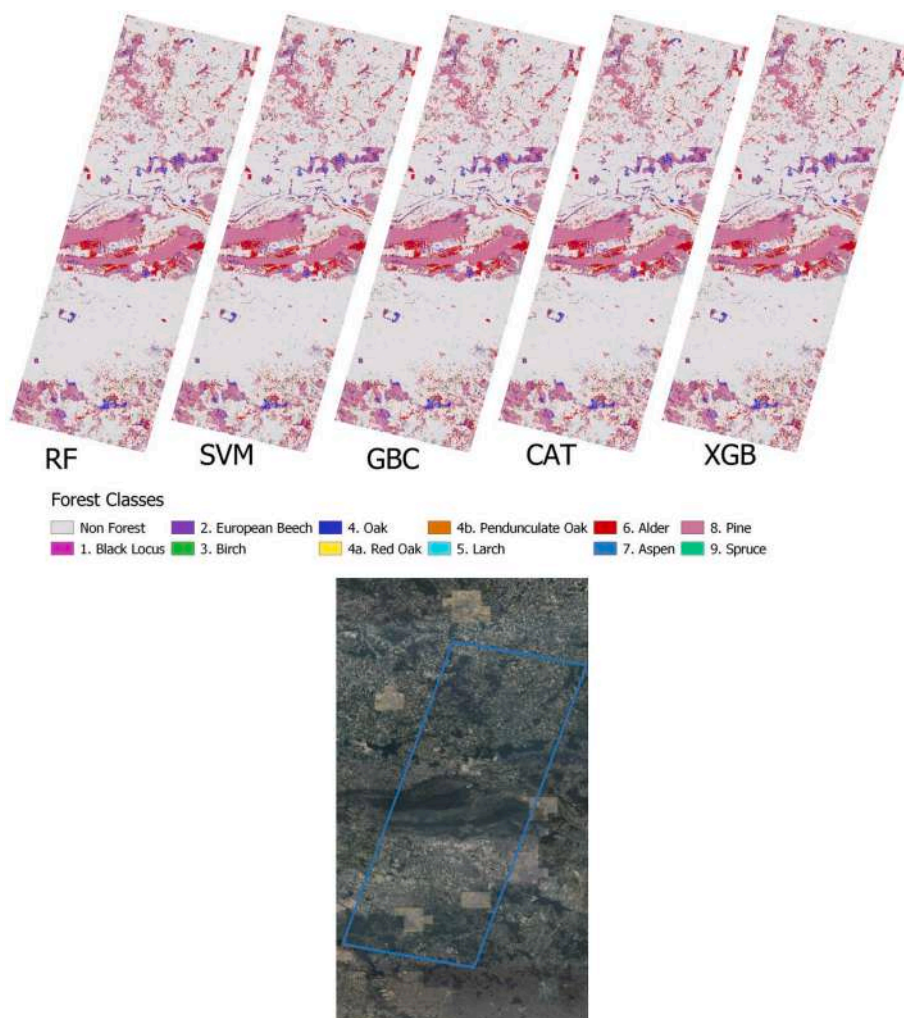 RF SVM GBC CAT XGB
Forest Classes
Non Forest 2. European Beech 4. Oak 4b. Pendunculate Oak 6. Alder 8. Pine
1. Black Locus 3. Birch 4a. Red Oak 5. Larch 7. Aspen 9. Spruce